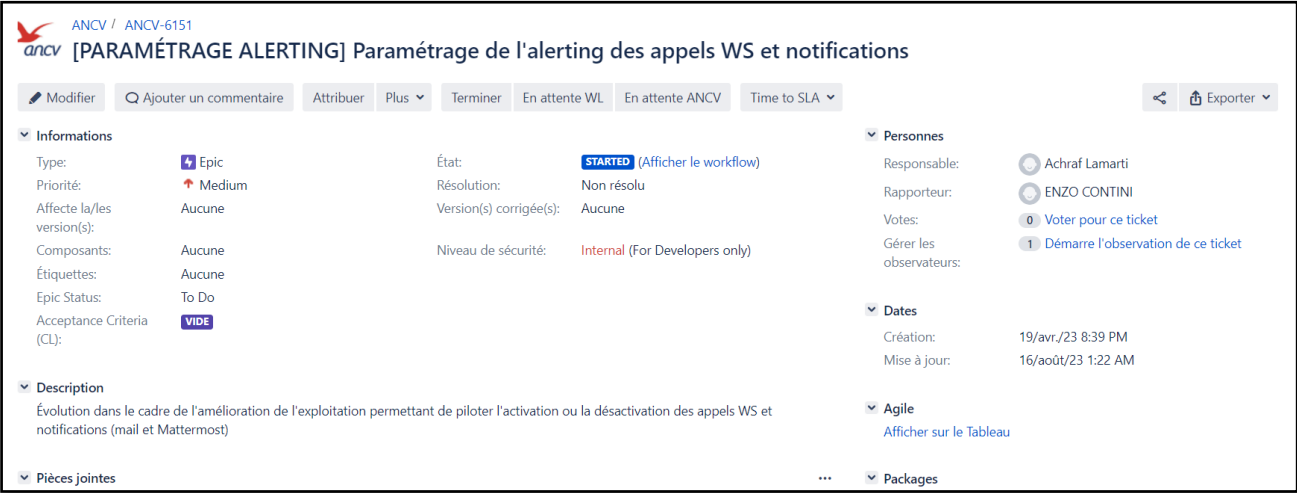 ancv
ANCV / ANCV-6151
[PARAMÉTRAGE ALERTING] Paramétrage de l'alerting des appels WS et notifications
Modifier Ajouter un commentaire Attribuer Plus Terminer En attente WL En attente ANCV Time to SLA Exporter
Informations
Type: Epic État: STARTED (Afficher le workflow)
Priorité: Medium Résolution: Non résolu
Affecte la/les Aucune Version(s) corrigée(s): Aucune
version(s):
Composants: Aucune Niveau de sécurité: Internal (For Developers only)
Étiquettes: Aucune
Epic Status: To Do
Acceptance Criteria VIDE
(CL):
Description
Évolution dans le cadre de l'amélioration de l'exploitation permettant de piloter l'activation ou la désactivation des appels WS et
notifications (mail et Mattermost)
Pièces jointes
Personnes
Responsable: Achraf Lamarti
Rapporteur: ENZO CONTINI
Votes: 0 Voter pour ce ticket
Gérer les 1 Démarre l'observation de ce ticket
observateurs:
Dates
Création: 19/avr./23 8:39 PM
Mise à jour: 16/août/23 1:22 AM
Agile
Afficher sur le Tableau
Packages